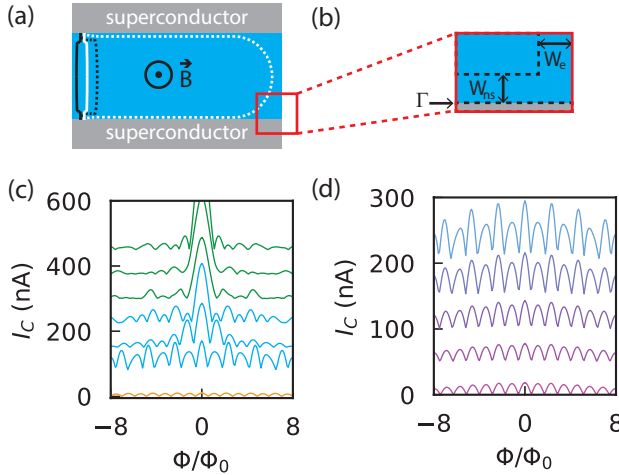 (a)
superconductor
B
superconductor
(b)
We
Wns
Γ
(c)
600
400
200
0
IC (nA)
−8
0
8
Φ/Φ0
(d)
300
200
100
0
IC (nA)
−8
0
8
Φ/Φ0